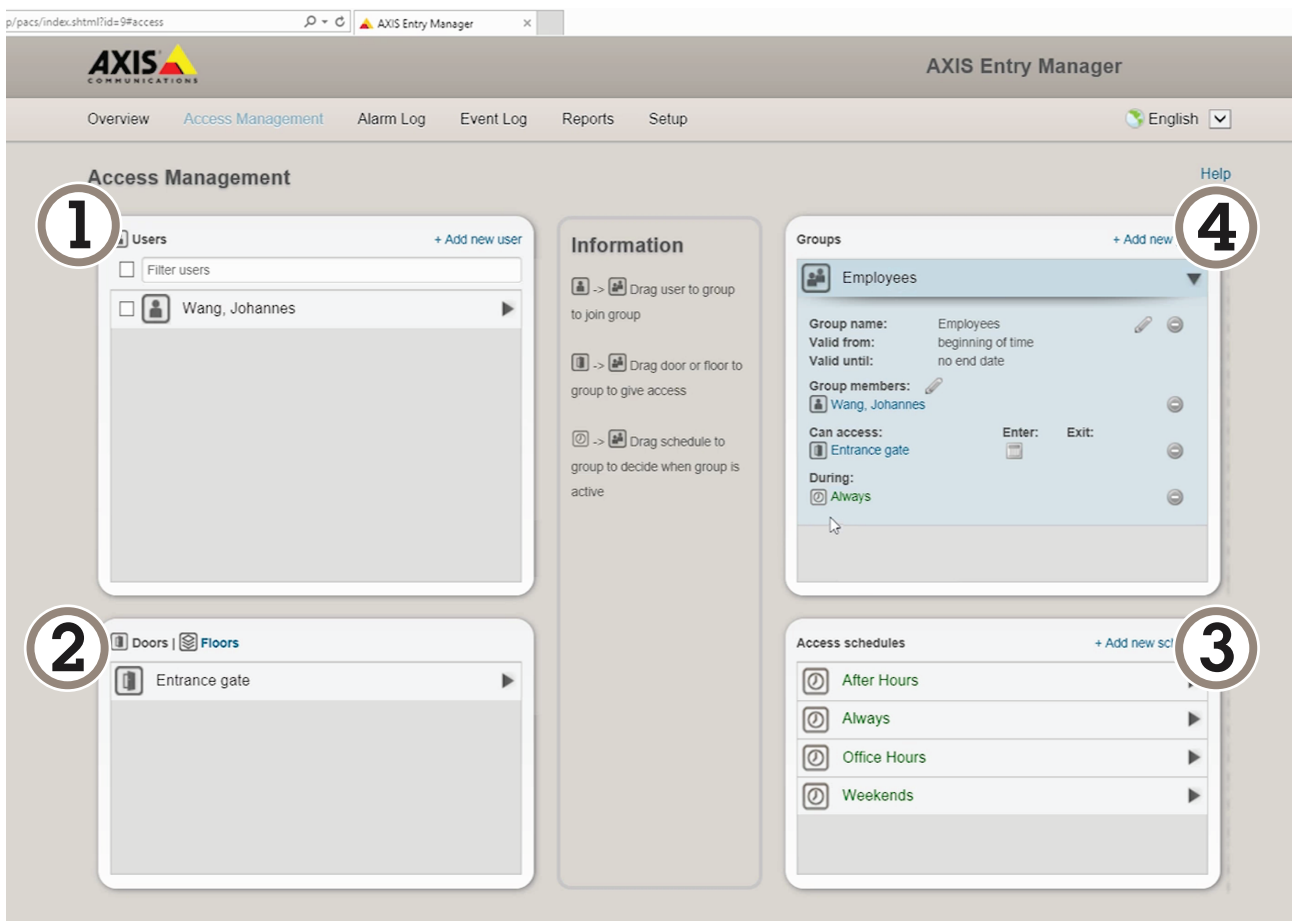 p/pacs/index.shtml?id=9#access
AXIS Entry Manager
AXIS
COMMUNICATIONS
AXIS Entry Manager
Overview Access Management Alarm Log Event Log Reports Setup
English
Access Management
Help
1
Users
+ Add new user
Filter users
Wang, Johannes
Information
-> Drag user to group
to join group
-> Drag door or floor to
group to give access
-> Drag schedule to
group to decide when group is
active
4
Groups
+ Add new
Employees
Group name: Employees
Valid from: beginning of time
Valid until: no end date
Group members:
Wang, Johannes
Can access: Enter: Exit:
Entrance gate
During:
Always
2
Doors | Floors
Entrance gate
3
Access schedules
+ Add new
After Hours
Always
Office Hours
Weekends